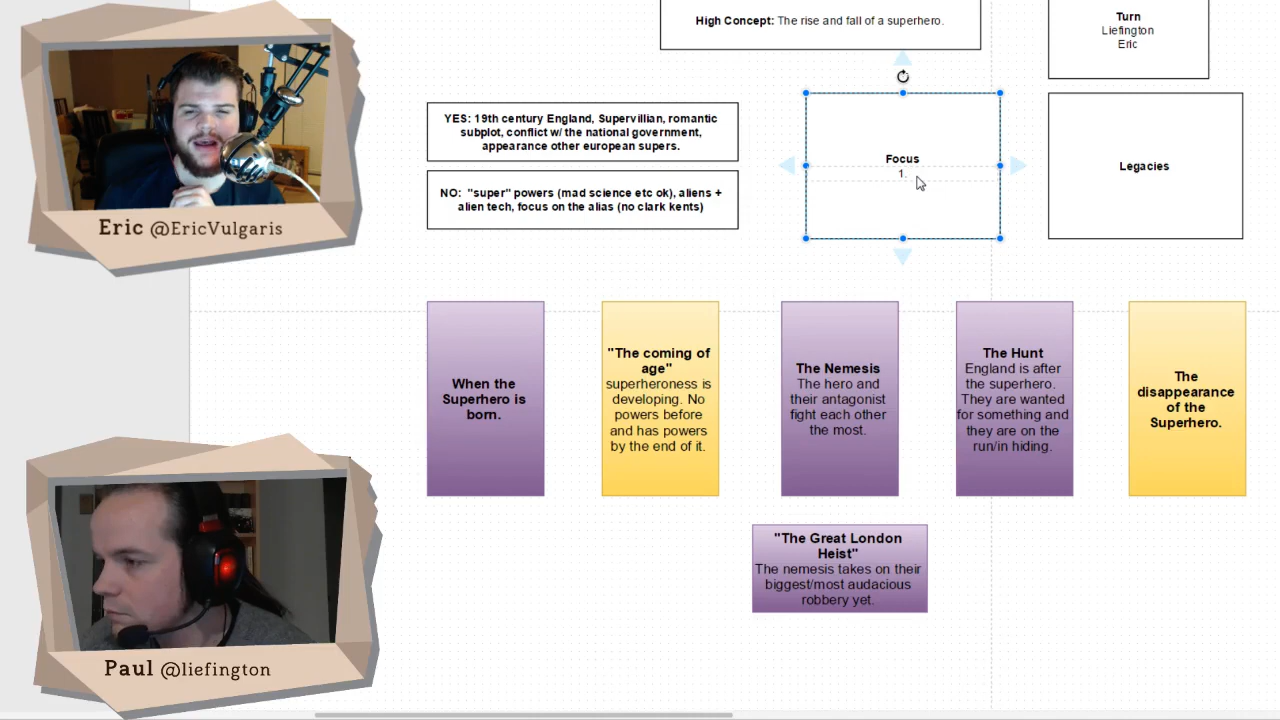 High Concept: The rise and fall of a superhero.
Turn
Liefington
Eric
YES: 19th century England, Supervillian, romantic
subplot, conflict w/ the national government,
appearance other european supers.
NO: "super" powers (mad science etc ok), aliens +
alien tech, focus on the alias (no clark kents)
Focus
1.
Legacies
Eric @EricVulgaris
When the
Superhero is
born.
"The coming of
age"
superheroness is
developing. No
powers before
and has powers
by the end of it.
The Nemesis
The hero and
their antagonist
fight each other
the most.
The Hunt
England is after
the superhero.
They are wanted
for something and
they are on the
run/in hiding.
The
disappearance
of the
Superhero.
"The Great London
Heist"
The nemesis takes on their
biggest/most audacious
robbery yet.
Paul @liefington